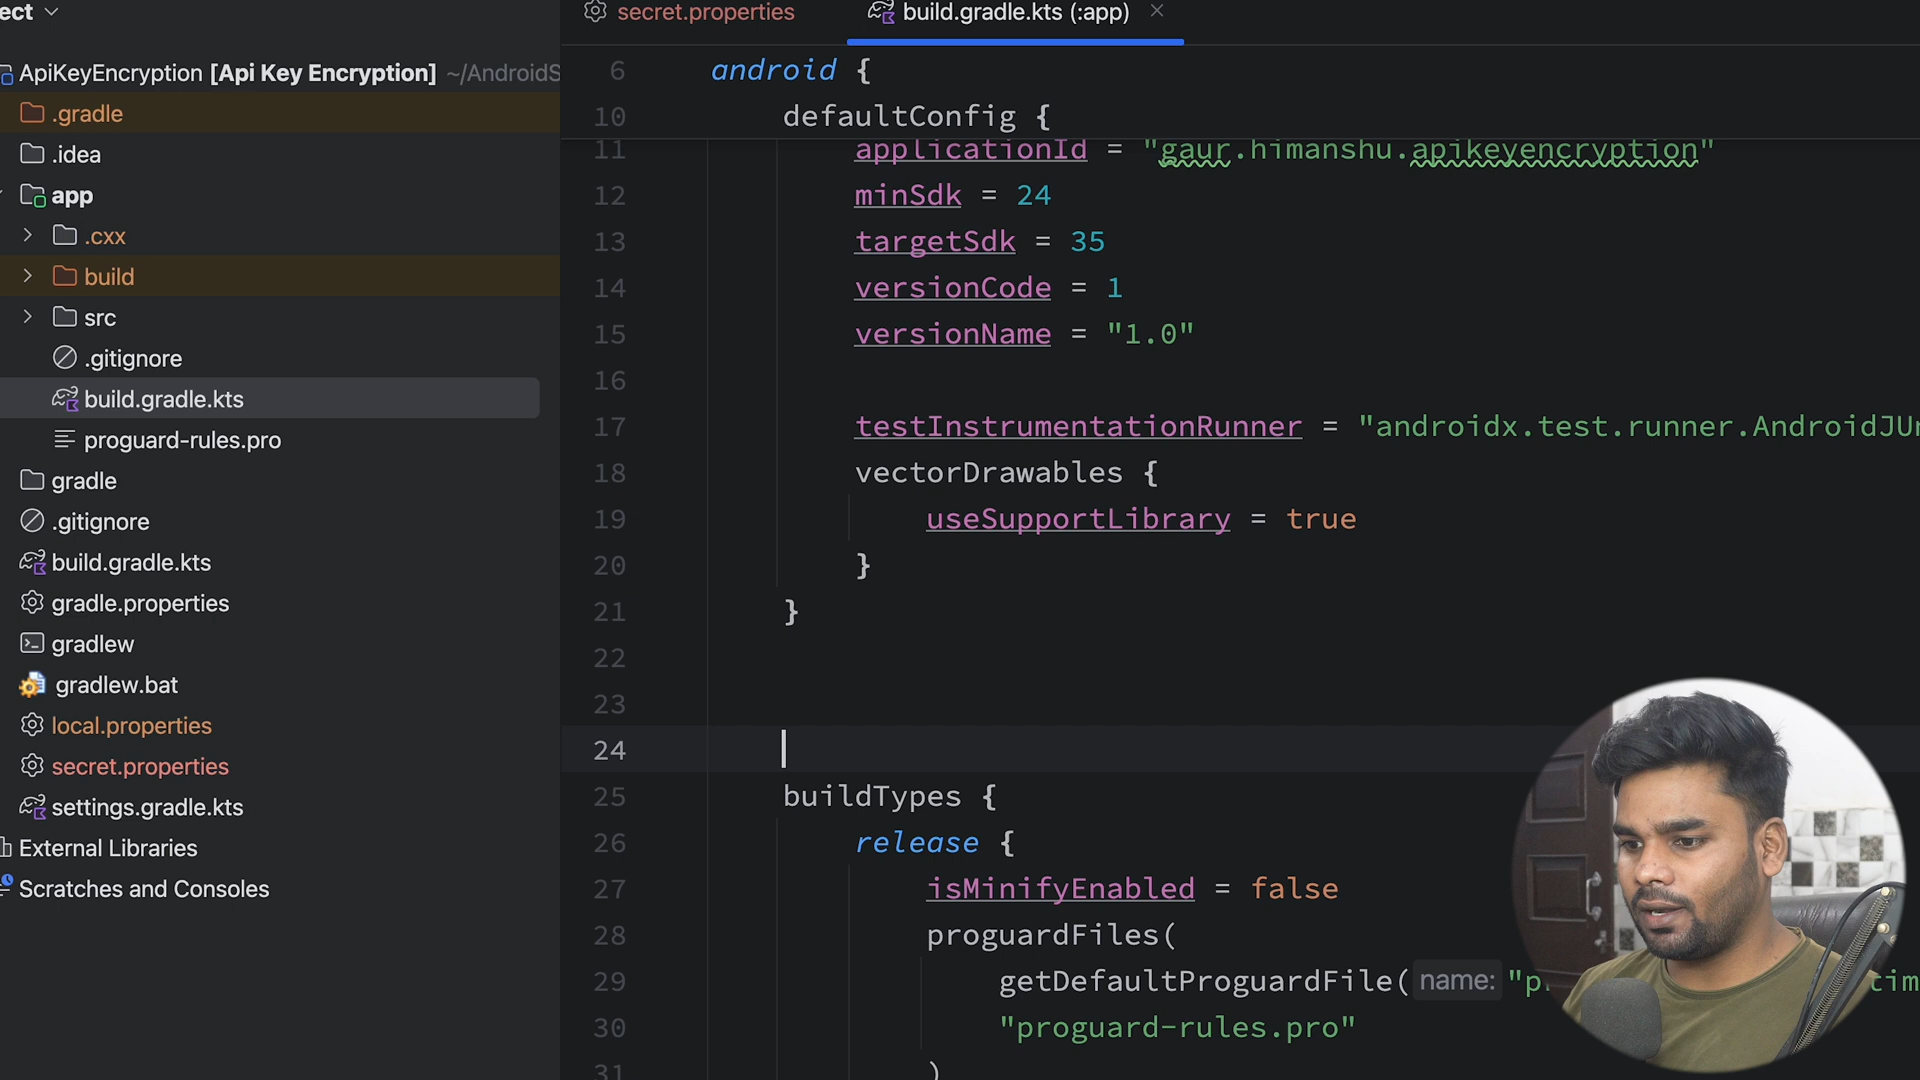 ect
secret.properties
build.gradle.kts (:app)
ApiKeyEncryption [Api Key Encryption] ~/AndroidS
.gradle
.idea
app
.cxx
build
src
.gitignore
build.gradle.kts
proguard-rules.pro
gradle
.gitignore
build.gradle.kts
gradle.properties
gradlew
gradlew.bat
local.properties
secret.properties
settings.gradle.kts
External Libraries
Scratches and Consoles
6 android {
10 defaultConfig {
11 applicationId = "gaur.himanshu.apikeyencryption"
12 minSdk = 24
13 targetSdk = 35
14 versionCode = 1
15 versionName = "1.0"
16
17 testInstrumentationRunner = "androidx.test.runner.AndroidJUn
18 vectorDrawables {
19 useSupportLibrary = true
20 }
21 }
22
23
24
25 buildTypes {
26 release {
27 isMinifyEnabled = false
28 proguardFiles(
29 getDefaultProguardFile( name: "p tim
30 "proguard-rules.pro"
31 )